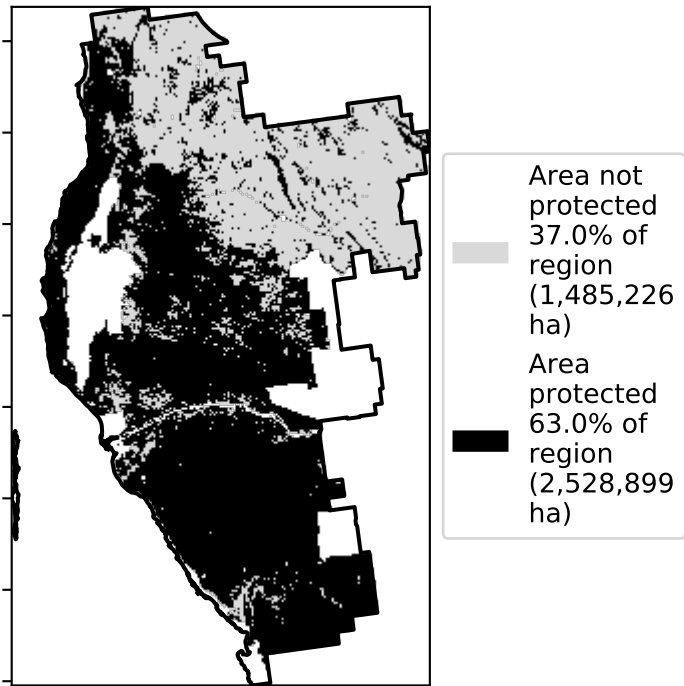 Area not
protected
37.0% of
region
(1,485,226
ha)
Area
protected
63.0% of
region
(2,528,899
ha)